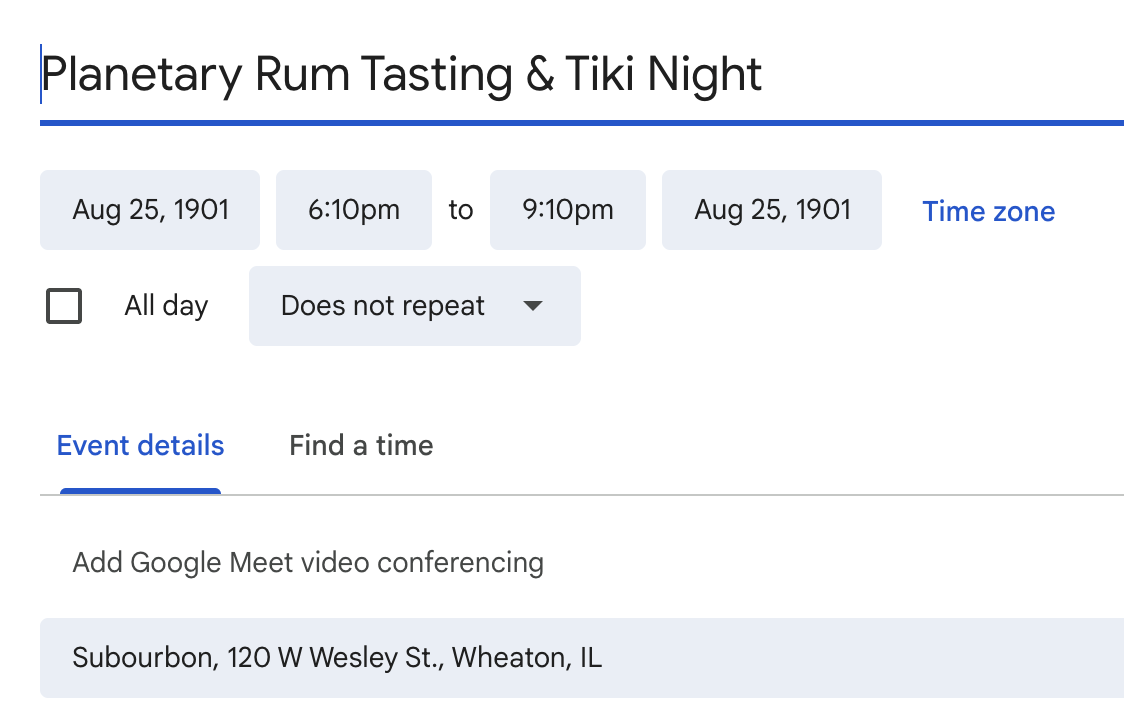 Planetary Rum Tasting & Tiki Night
Aug 25, 1901 6:10pm to 9:10pm Aug 25, 1901 Time zone
All day Does not repeat
Event details Find a time
Add Google Meet video conferencing
Subourbon, 120 W Wesley St., Wheaton, IL